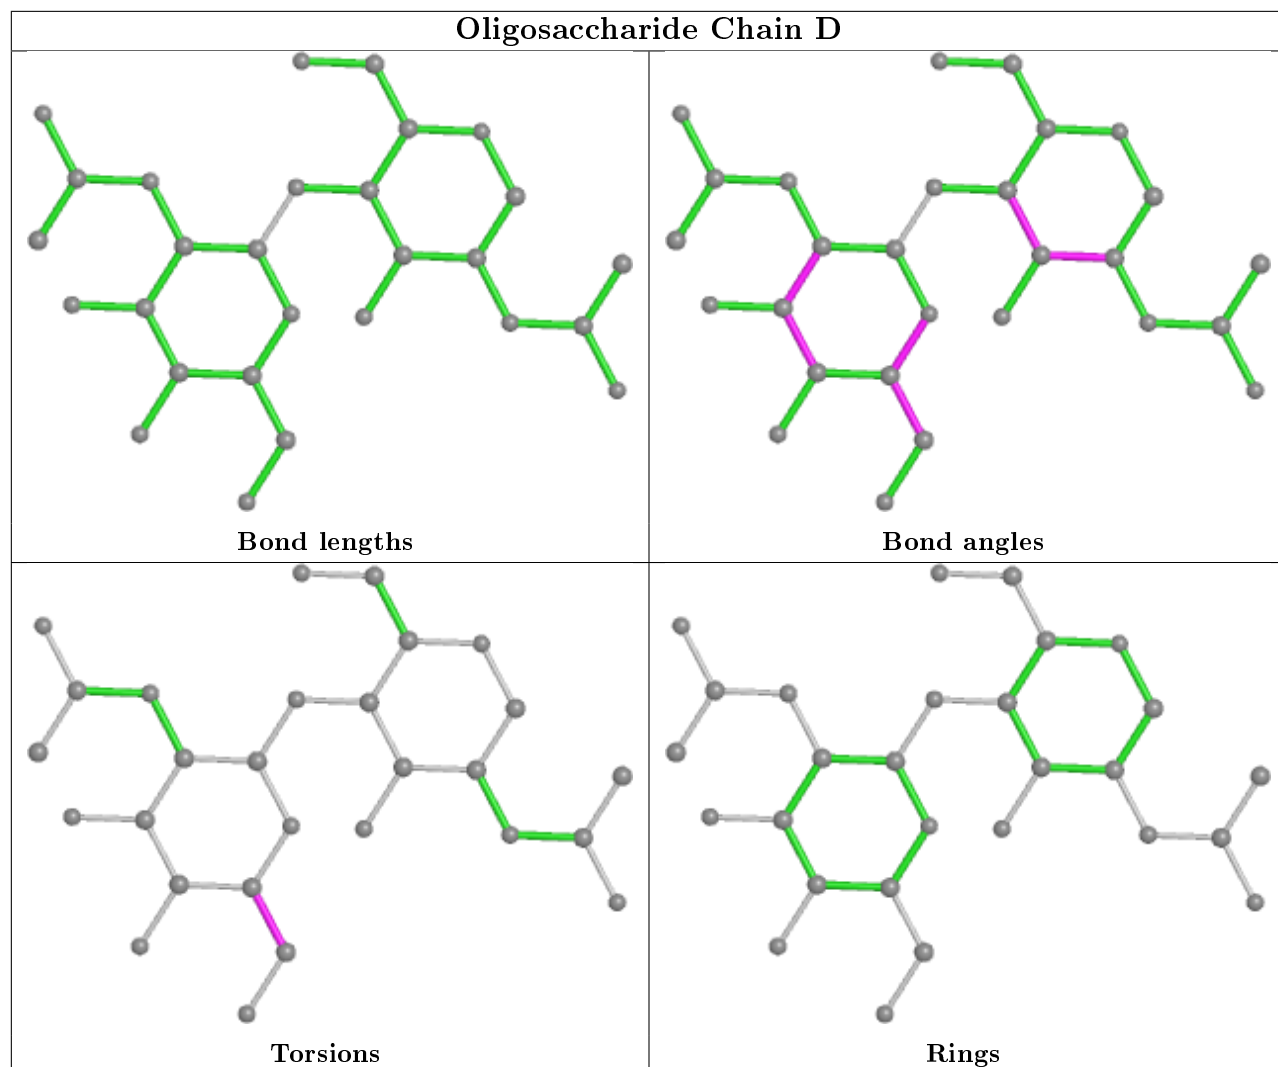 Oligosaccharide Chain D
Bond lengths
Bond angles
Torsions
Rings